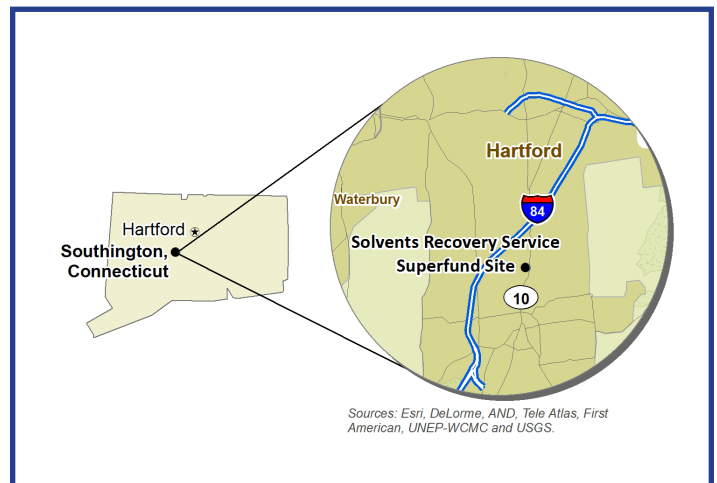 Hartford
Southington,
Connecticut
Hartford
Waterbury
84
Solvents Recovery Service
Superfund Site
10
Sources: Esri, DeLorme, AND, Tele Atlas, First
American, UNEP-WCMC and USGS.